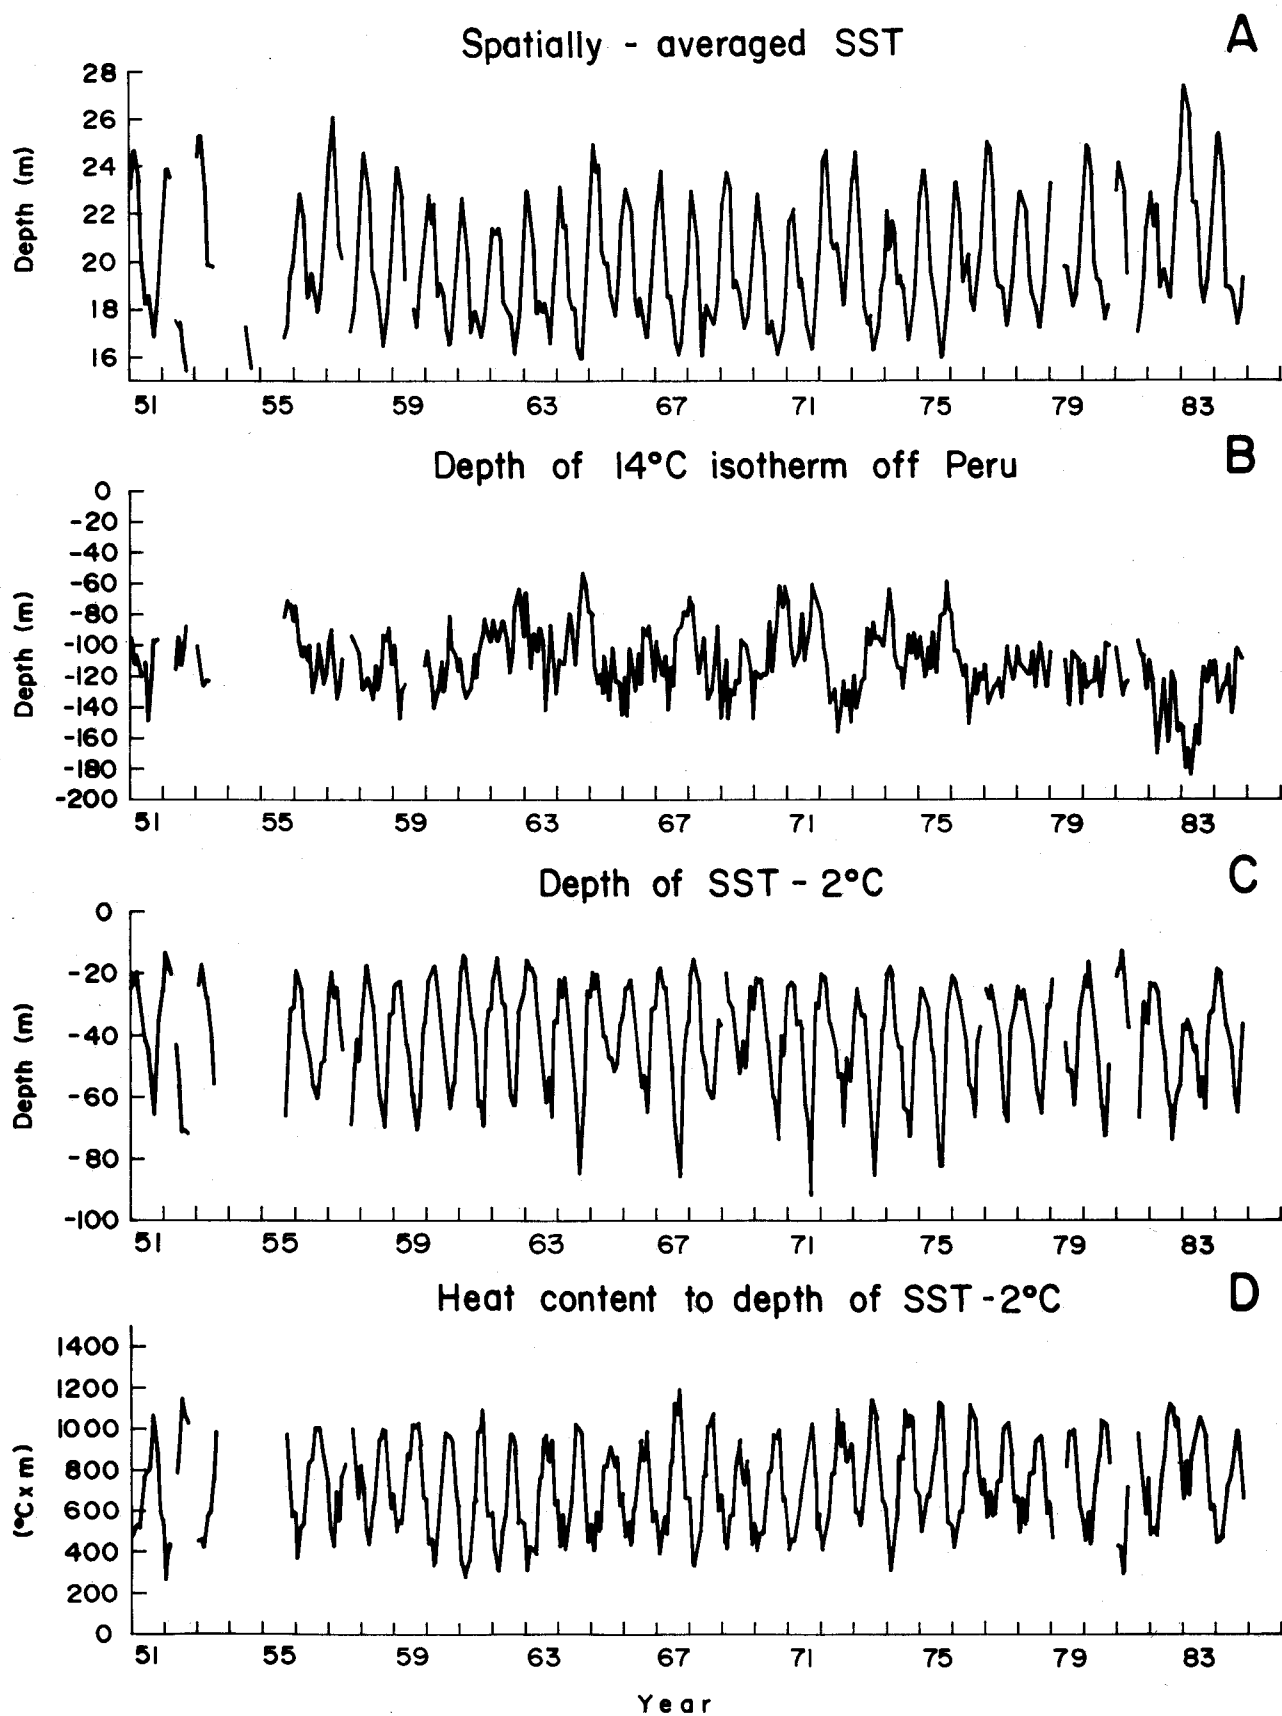 Spatially - averaged SST A
Depth (m)
28
26
24
22
20
18
16
51 55 59 63 67 71 75 79 83
Depth of 14°C isotherm off Peru B
Depth (m)
0
-20
-40
-60
-80
-100
-120
-140
-160
-180
-200
51 55 59 63 67 71 75 79 83
Depth of SST - 2°C C
Depth (m)
0
-20
-40
-60
-80
-100
51 55 59 63 67 71 75 79 83
Heat content to depth of SST - 2°C D
(°C x m)
1400
1200
1000
800
600
400
200
0
51 55 59 63 67 71 75 79 83
Year